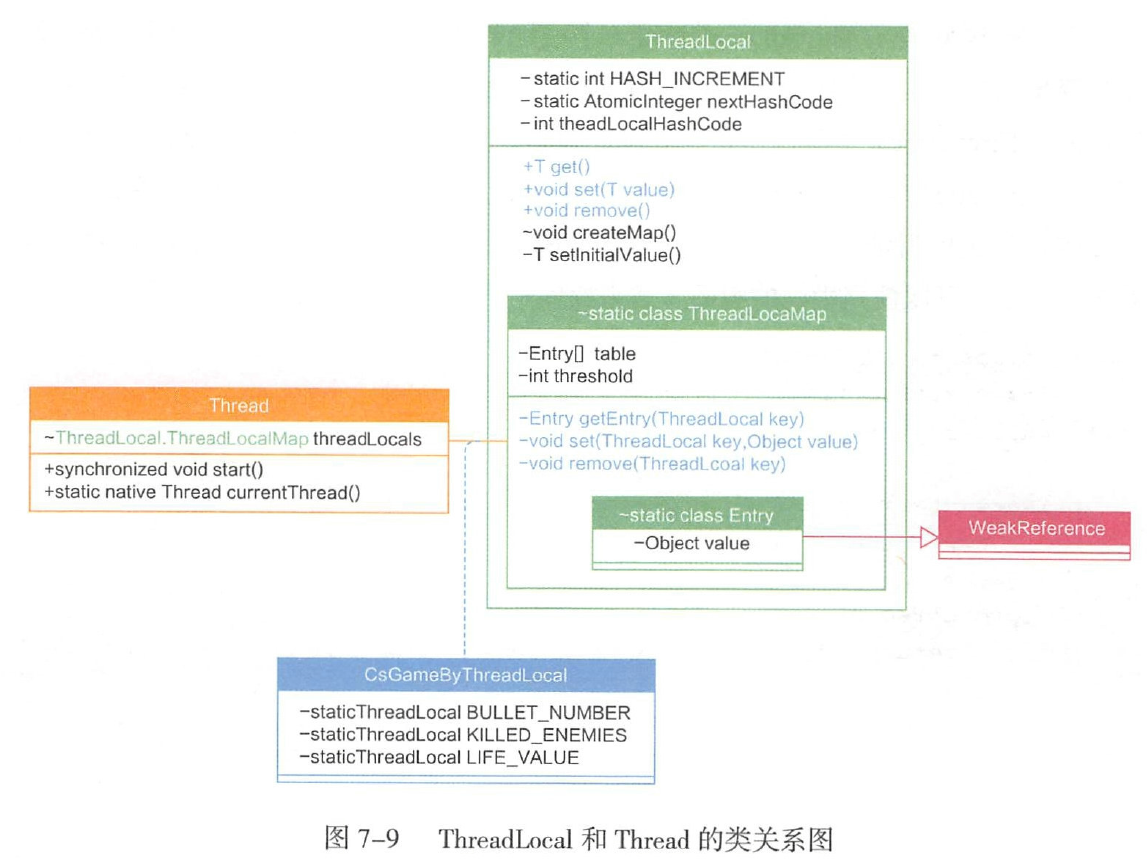 ThreadLocal
-static int HASH_INCREMENT
-static AtomicInteger nextHashCode
-int theadLocalHashCode
+T get()
+void set(T value)
+void remove()
~void createMap()
-T setInitialValue()
~static class ThreadLocaMap
-Entry[] table
-int threshold
-Entry getEntry(ThreadLocal key)
-void set(ThreadLocal key,Object value)
-void remove(ThreadLcoal key)
~static class Entry
-Object value
WeakReference
Thread
~ThreadLocal.ThreadLocalMap threadLocals
+synchronized void start()
+static native Thread currentThread()
CsGameByThreadLocal
-staticThreadLocal BULLET_NUMBER
-staticThreadLocal KILLED_ENEMIES
-staticThreadLocal LIFE_VALUE
图 7-9 ThreadLocal 和 Thread 的类关系图